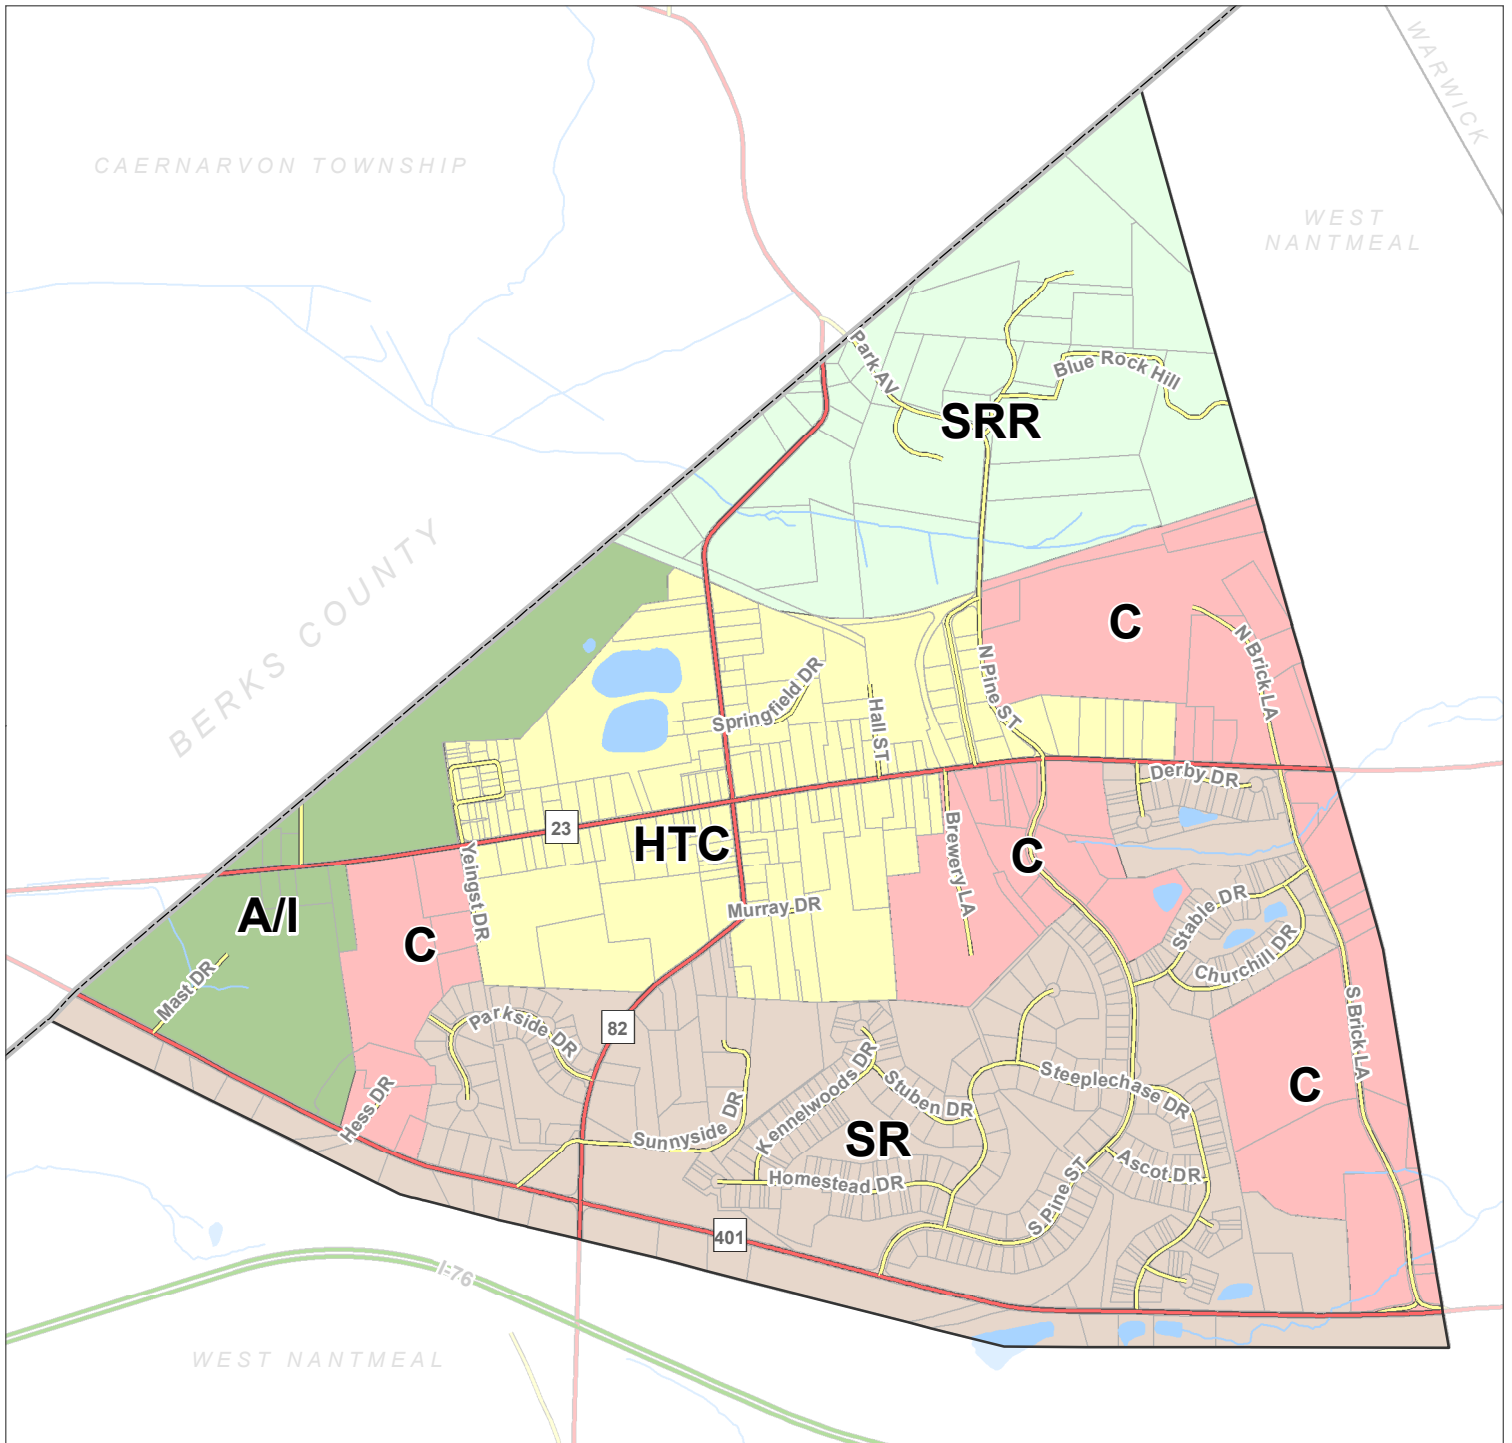 WARWICK
CAERNARVON TOWNSHIP
WEST
NANTMEAL
Park AV
Blue Rock Hill
SRR
BERKS COUNTY
C
N Brick LA
N Pine ST
Springfield DR
Hall ST
Derby DR
23
HTC
Brewery LA
C
Yeingst DR
A/I
C
Murray DR
Stable DR
Churchill DR
Mast DR
Parkside DR
82
S Brick LA
Hess DR
Kennelwoods DR
Stuben DR
Steeplechase DR
C
Sunnyside DR
SR
Ascot DR
Homestead DR
S Pine ST
401
I-76
WEST NANTMEAL